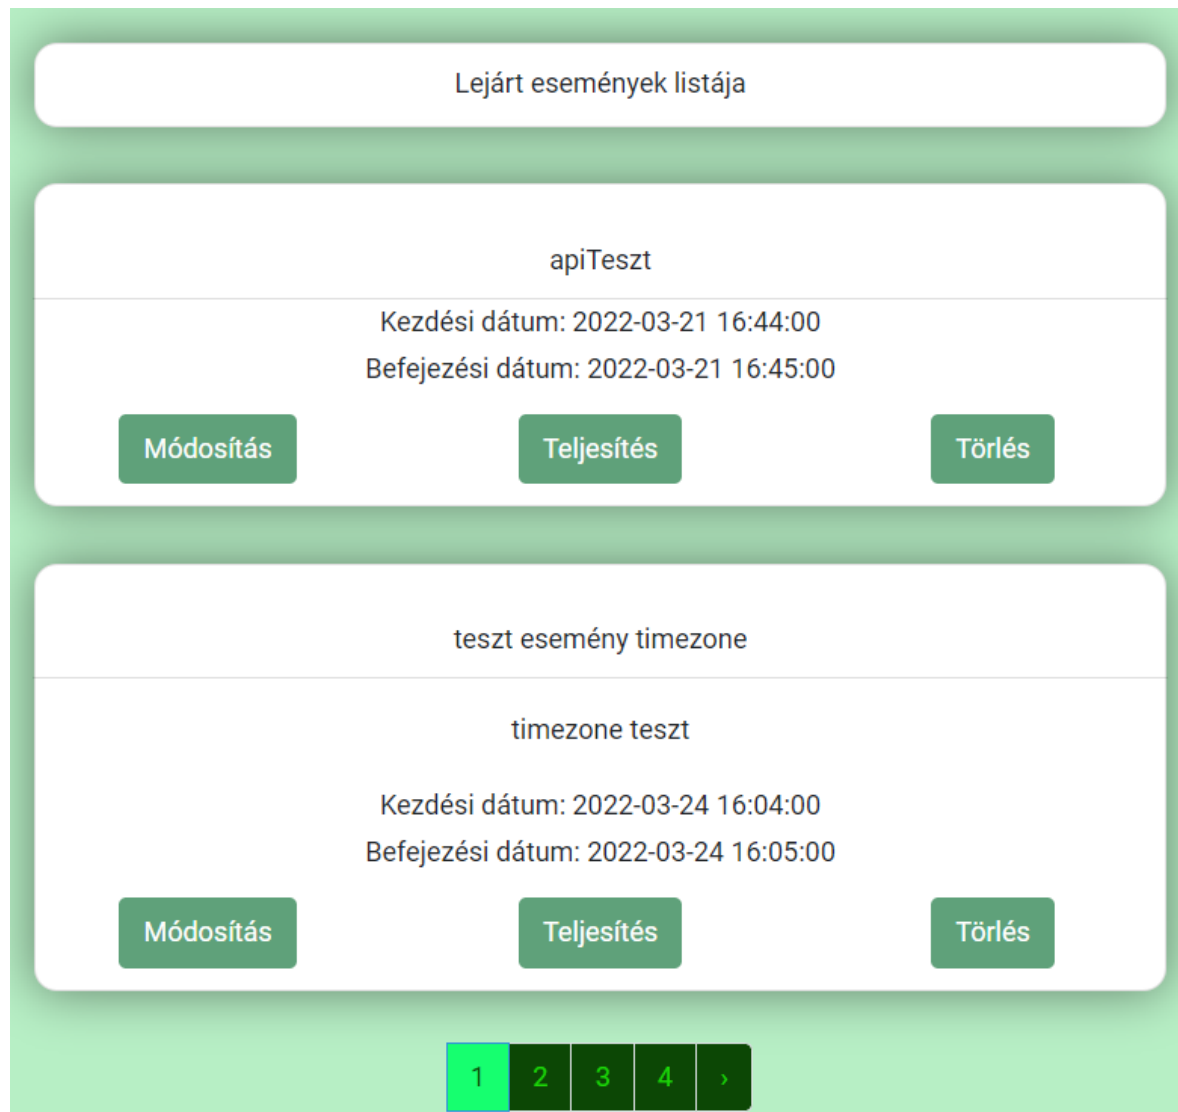 Lejárt események listája
apiTeszt
Kezdési dátum: 2022-03-21 16:44:00
Befejezési dátum: 2022-03-21 16:45:00
Módosítás Teljesítés Törlés
teszt esemény timezone
timezone teszt
Kezdési dátum: 2022-03-24 16:04:00
Befejezési dátum: 2022-03-24 16:05:00
Módosítás Teljesítés Törlés
1 2 3 4 ›